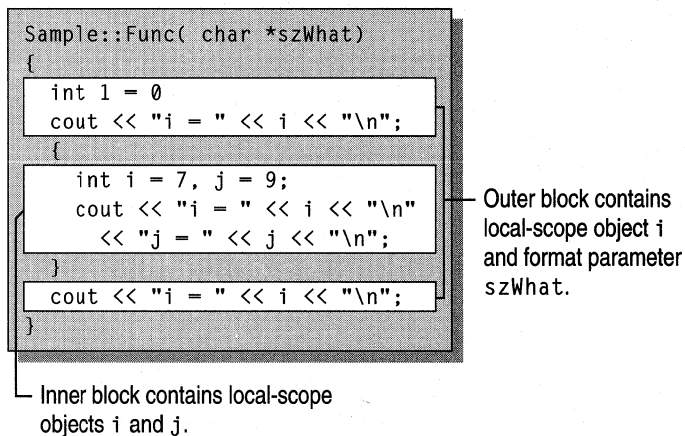 Sample::Func( char *szWhat)
{
int l = 0
cout << "i = " << i << "\n";
{
int i = 7, j = 9;
cout << "i = " << i << "\n"
<< "j = " << j << "\n";
}
cout << "i = " << i << "\n";
}
Outer block contains
local-scope object i
and format parameter
szWhat.
Inner block contains local-scope
objects i and j.